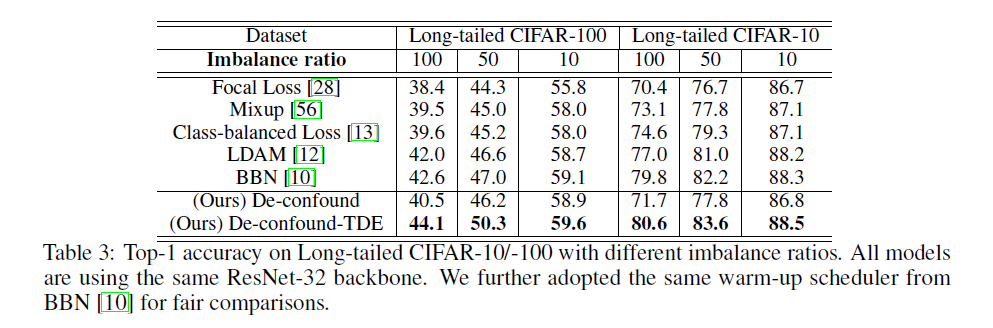 Dataset Long-tailed CIFAR-100 Long-tailed CIFAR-10
Imbalance ratio 100 50 10 100 50 10
Focal Loss [28] 38.4 44.3 55.8 70.4 76.7 86.7
Mixup [56] 39.5 45.0 58.0 73.1 77.8 87.1
Class-balanced Loss [13] 39.6 45.2 58.0 74.6 79.3 87.1
LDAM [12] 42.0 46.6 58.7 77.0 81.0 88.2
BBN [10] 42.6 47.0 59.1 79.8 82.2 88.3
(Ours) De-confound 40.5 46.2 58.9 71.7 77.8 86.8
(Ours) De-confound-TDE 44.1 50.3 59.6 80.6 83.6 88.5
Table 3: Top-1 accuracy on Long-tailed CIFAR-10/-100 with different imbalance ratios. All models
are using the same ResNet-32 backbone. We further adopted the same warm-up scheduler from
BBN [10] for fair comparisons.